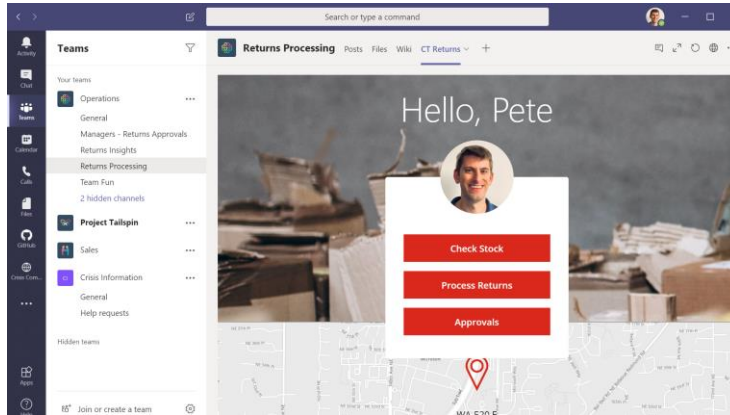 Search or type a command
Activity
Chat
Teams
Calendar
Calls
Files
GitHub
Crisis Com...
Apps
Teams
Your teams
Operations
General
Managers - Returns Approvals
Returns Insights
Returns Processing
Team Fun
2 hidden channels
Project Tailspin
Sales
Crisis Information
General
Help requests
Hidden teams
Join or create a team
Returns Processing Posts Files Wiki CT Returns
Hello, Pete
Check Stock
Process Returns
Approvals
WA-520 E